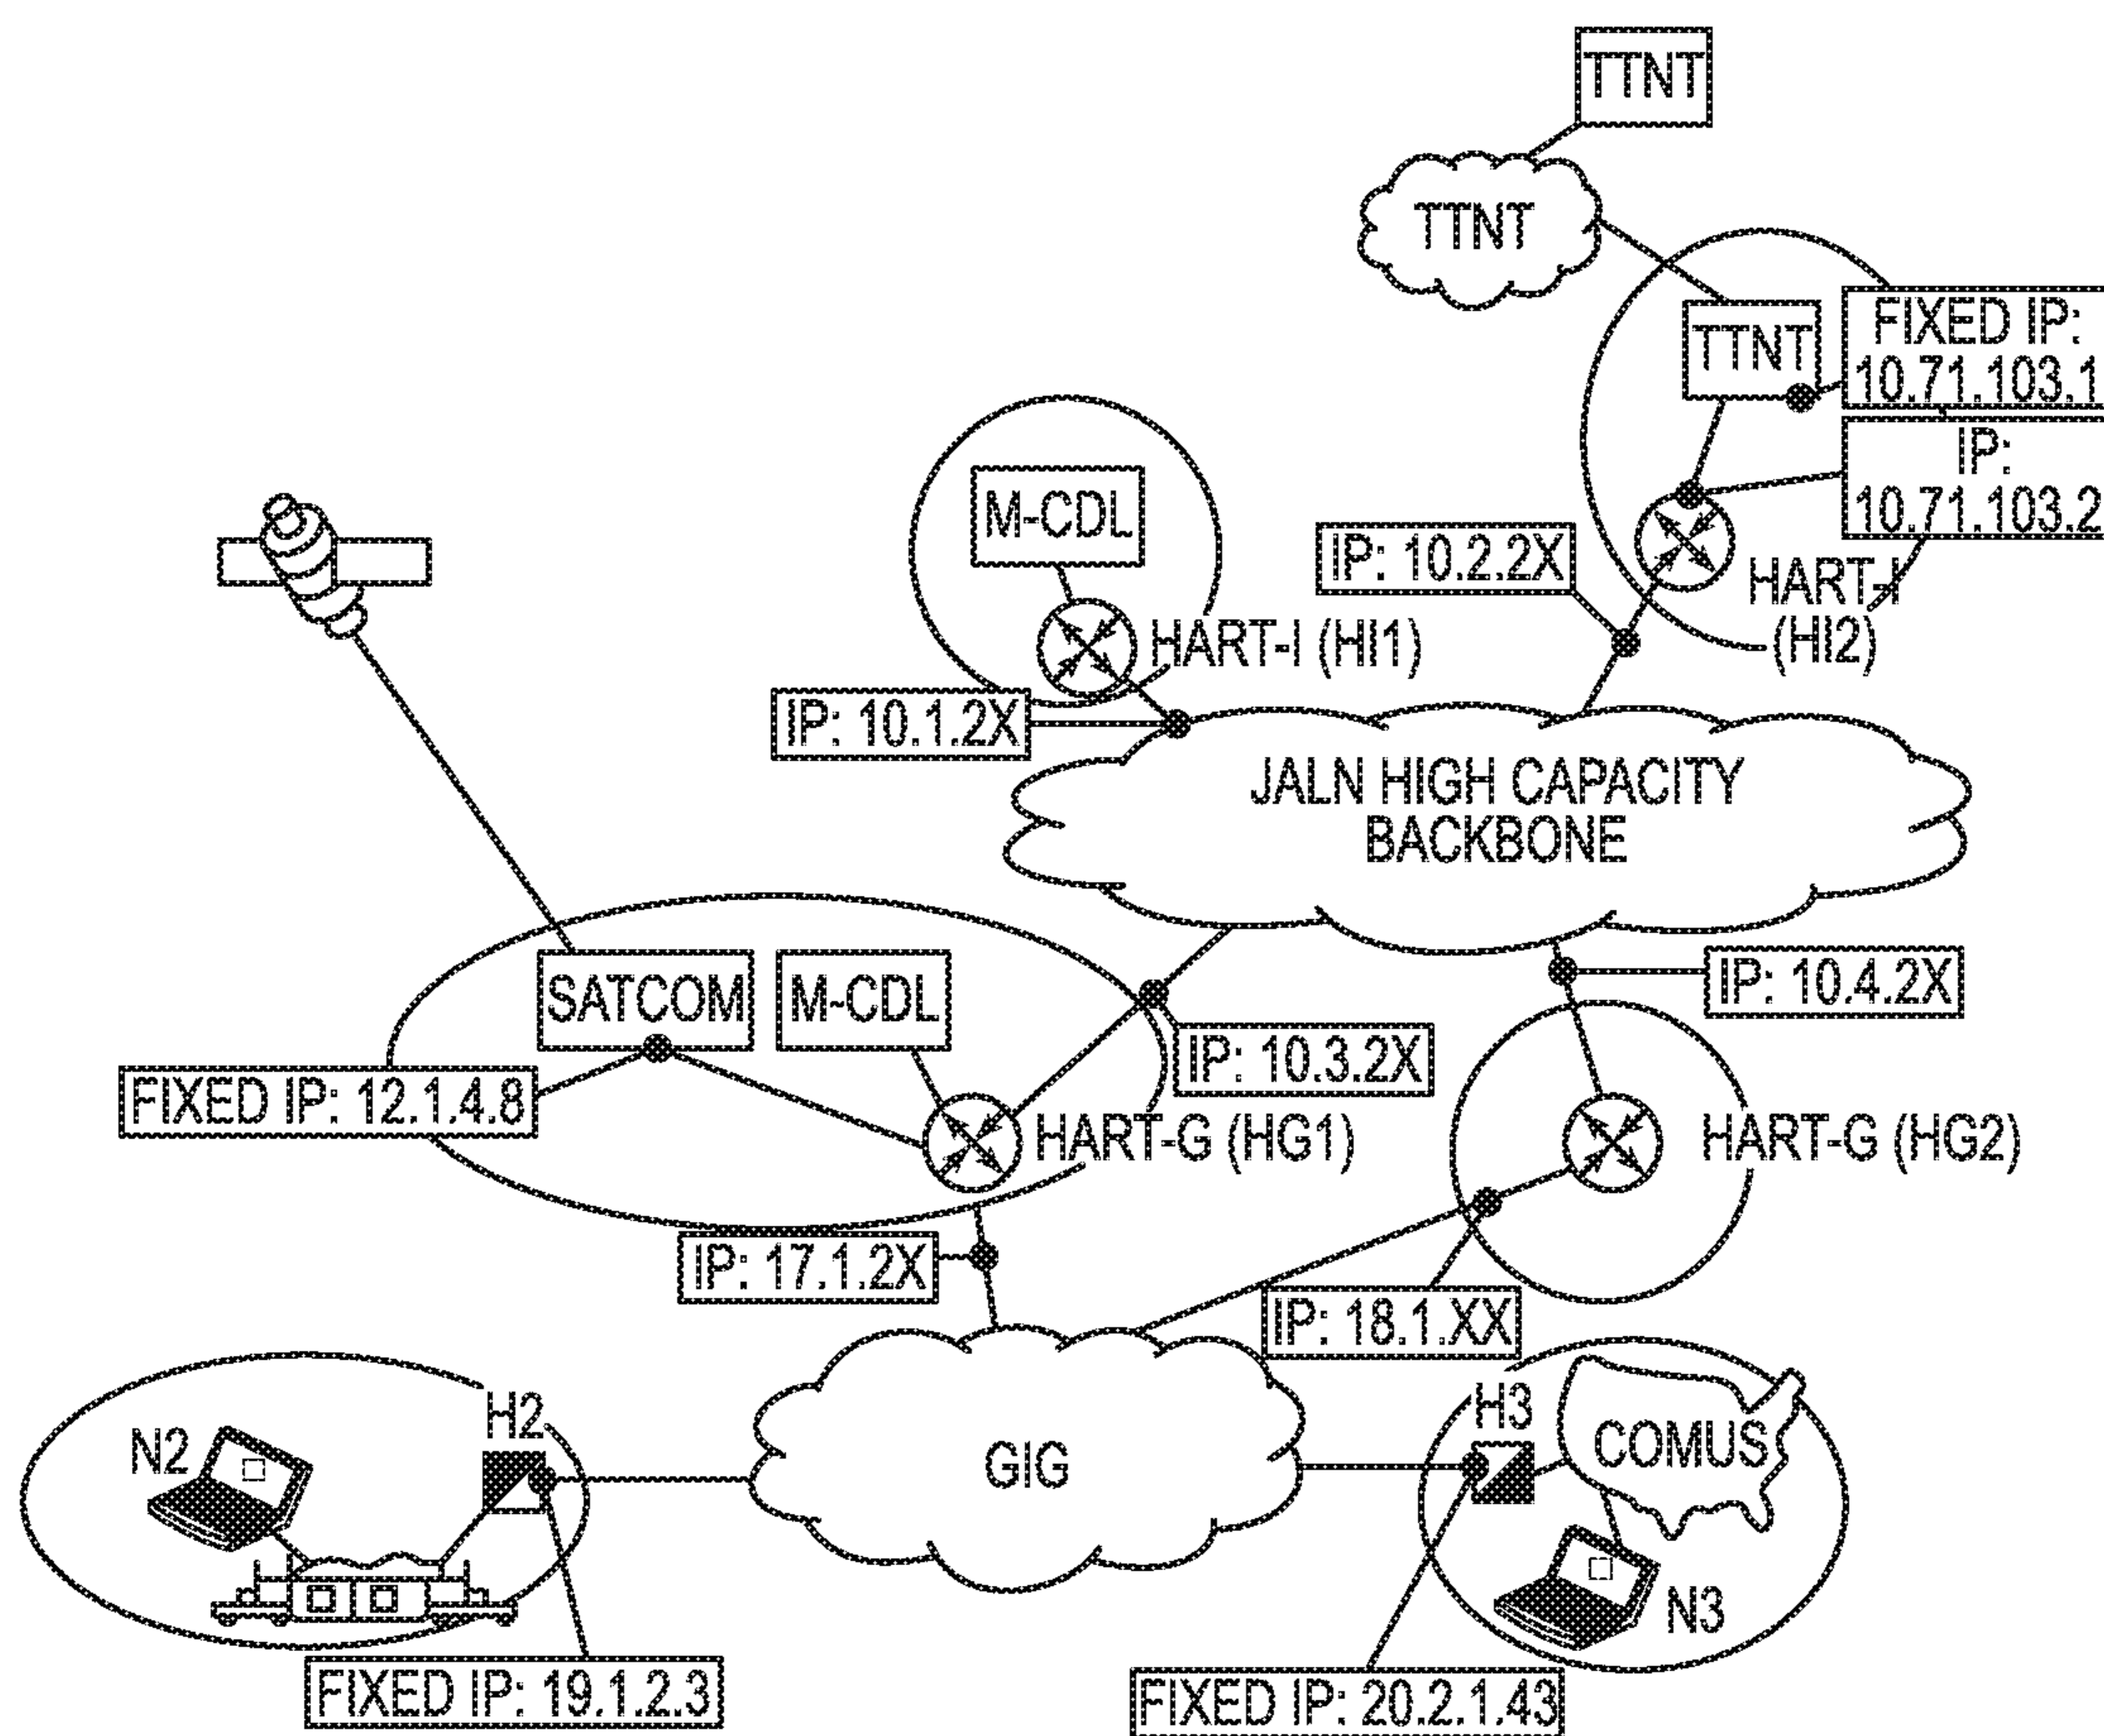 TTNT
TTNT
TTNT
FIXED IP:
10.71.103.1
IP:
10.71.103.2
M-CDL
IP: 10.2.2X
HART-I
(HI2)
HART-I (HI1)
IP: 10.1.2X
JALN HIGH CAPACITY
BACKBONE
SATCOM
M-CDL
IP: 10.4.2X
IP: 10.3.2X
FIXED IP: 12.1.4.8
HART-G (HG1)
HART-G (HG2)
IP: 17.1.2X
IP: 18.1.XX
H2
H3
N2
GIG
COMUS
N3
FIXED IP: 19.1.2.3
FIXED IP: 20.2.1.43